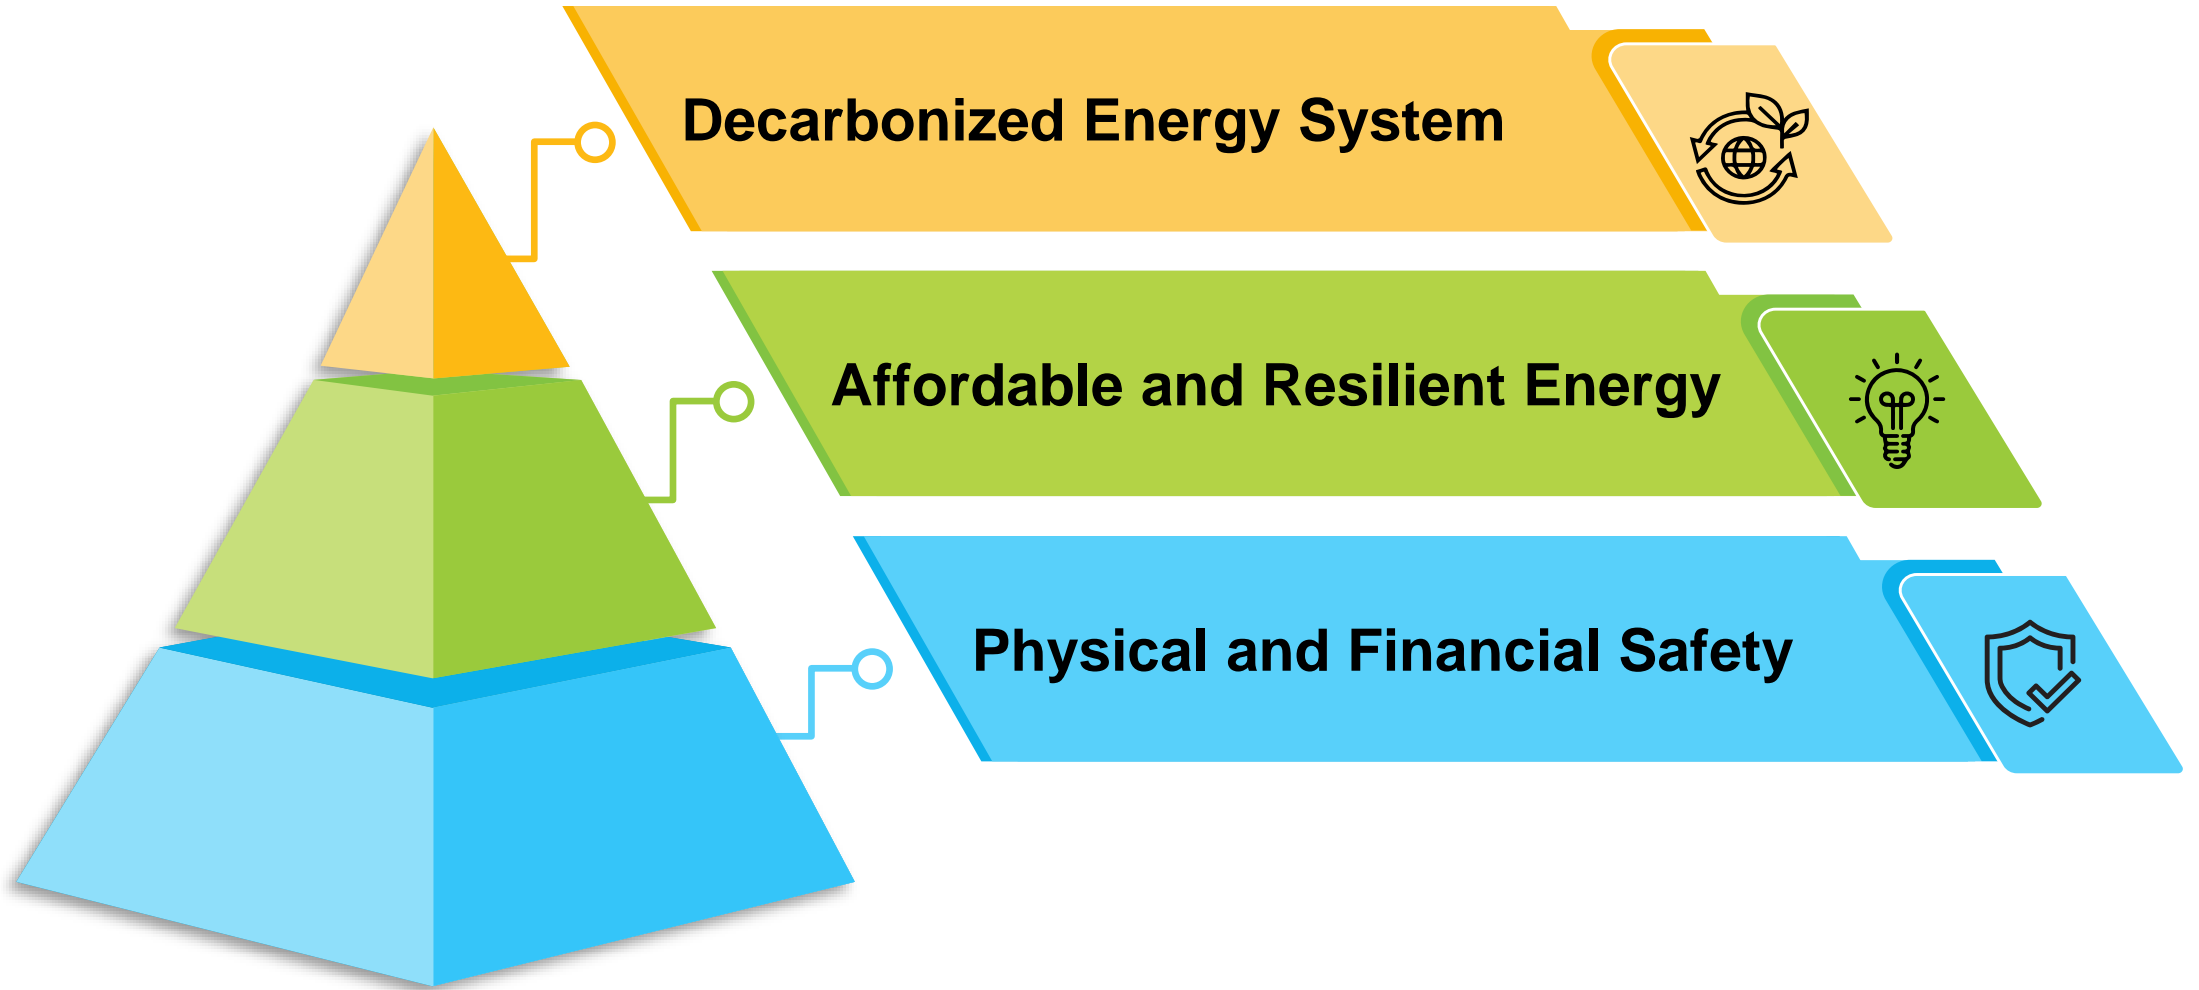 Decarbonized Energy System
Affordable and Resilient Energy
Physical and Financial Safety